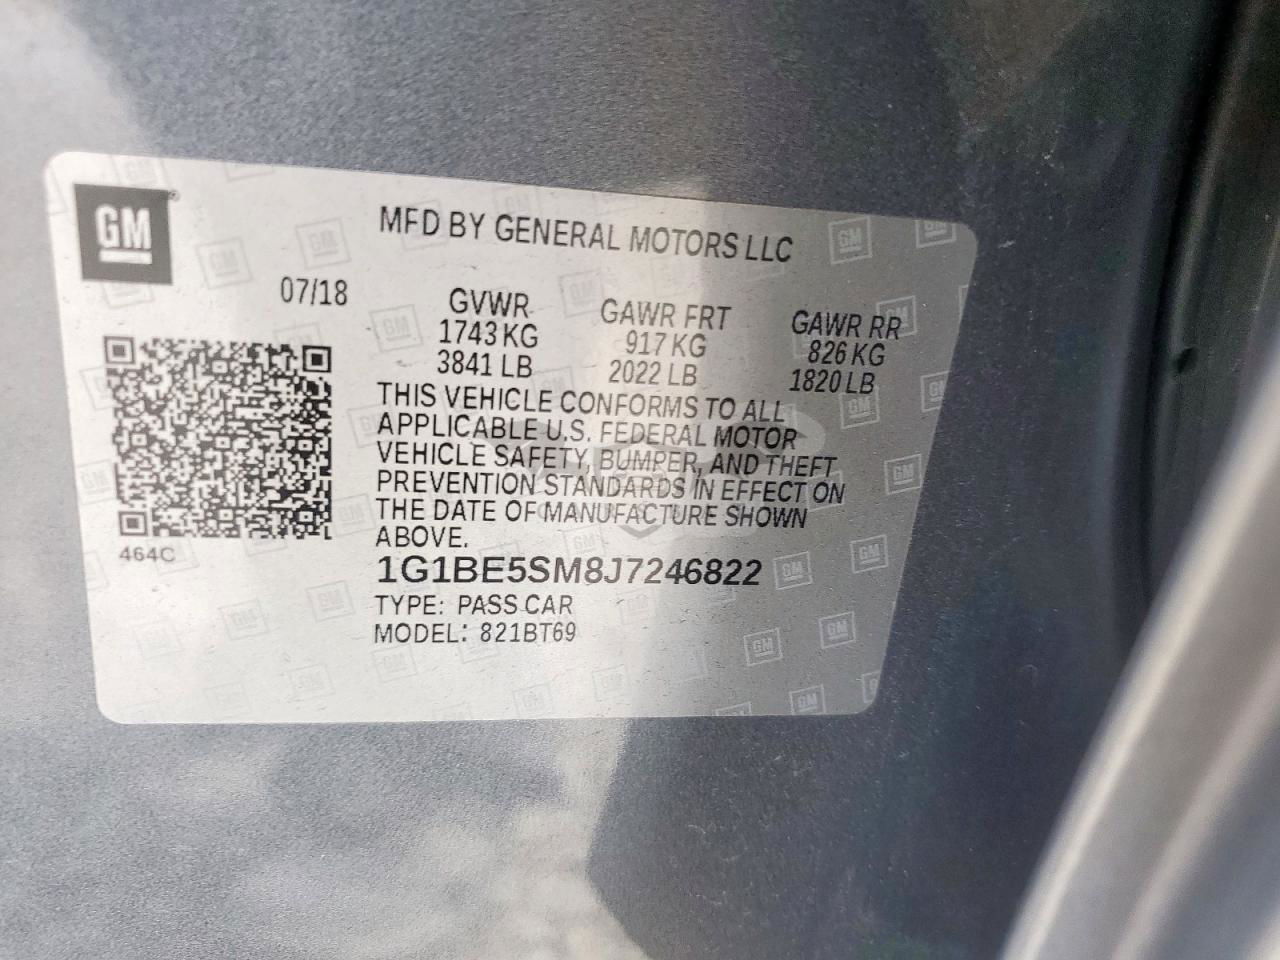 GM
MFD BY GENERAL MOTORS LLC
07/18
GVWR GAWR FRT GAWR RR
1743 KG 917 KG 826 KG
3841 LB 2022 LB 1820 LB
THIS VEHICLE CONFORMS TO ALL
APPLICABLE U.S. FEDERAL MOTOR
VEHICLE SAFETY, BUMPER, AND THEFT
PREVENTION STANDARDS IN EFFECT ON
THE DATE OF MANUFACTURE SHOWN
ABOVE.
464C
1G1BE5SM8J7246822
TYPE: PASS CAR
MODEL: 821BT69